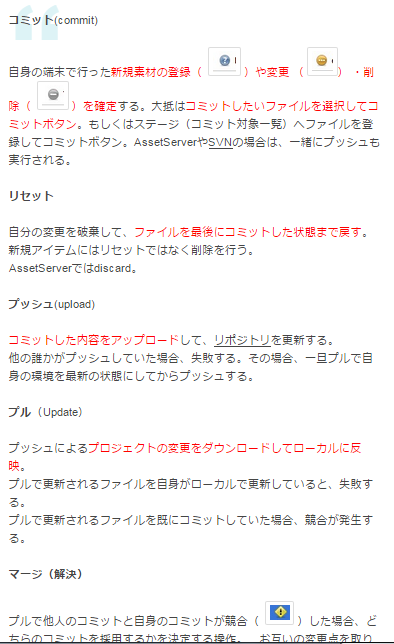 コミット(commit)
自身の端末で行った新規素材の登録（ ）や変更（ ）・削
除（ ）を確定する。大抵はコミットしたいファイルを選択してコ
ミットボタン。もしくはステージ（コミット対象一覧）へファイルを登
録してコミットボタン。AssetServerやSVNの場合は、一緒にプッシュも
実行される。
リセット
自分の変更を破棄して、ファイルを最後にコミットした状態まで戻す。
新規アイテムにはリセットではなく削除を行う。
AssetServerではdiscard。
プッシュ(upload)
コミットした内容をアップロードして、リポジトリを更新する。
他の誰かがプッシュしていた場合、失敗する。その場合、一旦プルで自
身の環境を最新の状態にしてからプッシュする。
プル（Update）
プッシュによるプロジェクトの変更をダウンロードしてローカルに反
映。
プルで更新されるファイルを自身がローカルで更新していると、失敗す
る。
プルで更新されるファイルを既にコミットしていた場合、競合が発生す
る。
マージ（解決）
プルで他人のコミットと自身のコミットが競合（ ）した場合、ど
ちらのコミットを採用するかを決定する操作。 お互いの変更点を取り